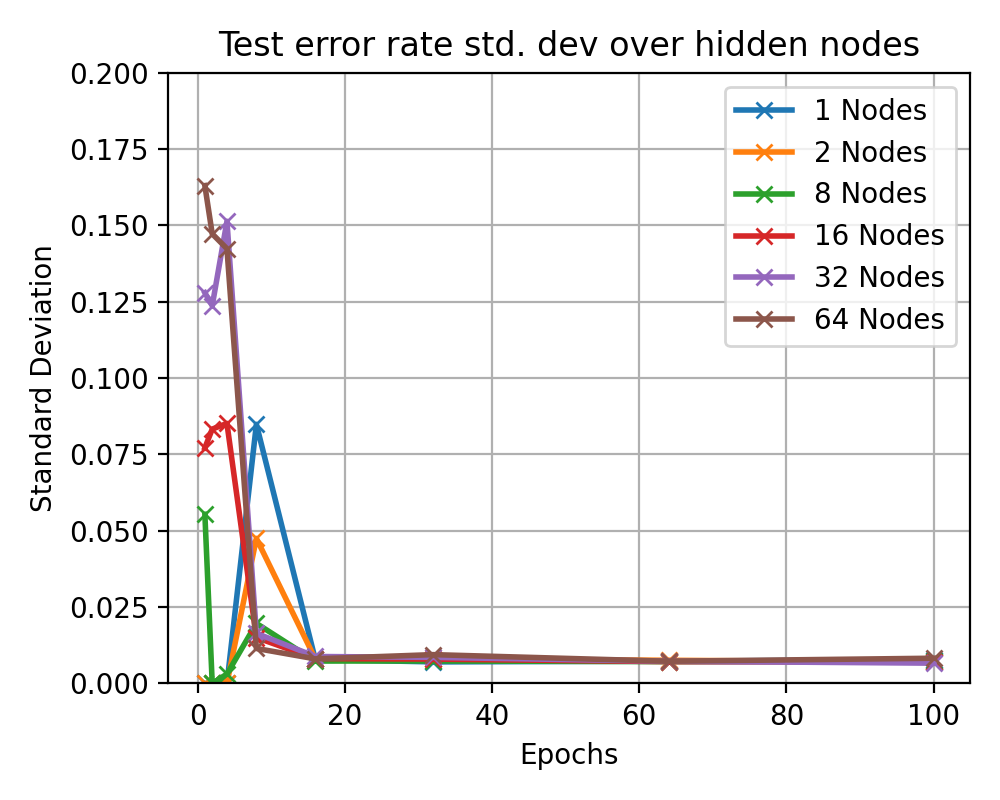 Test error rate std. dev over hidden nodes
0.200
0.175
0.150
0.125
0.100
0.075
0.050
0.025
0.000
Standard Deviation
1 Nodes
2 Nodes
8 Nodes
16 Nodes
32 Nodes
64 Nodes
0 20 40 60 80 100
Epochs